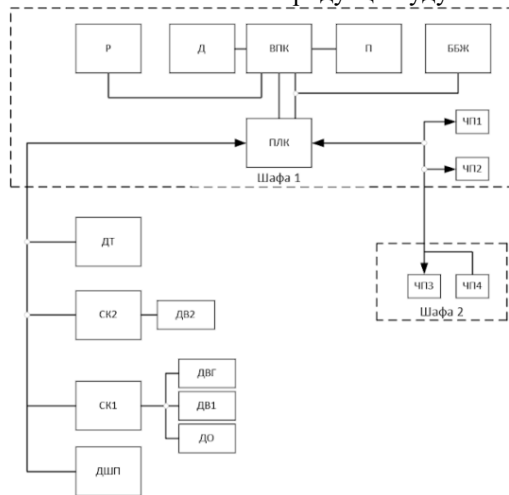 Р
Д
ВПК
П
ББЖ
ПЛК
ЧП1
ЧП2
Шафа 1
ДТ
ЧП3
ЧП4
Шафа 2
СК2
ДВ2
ДВГ
СК1
ДВ1
ДО
ДШП